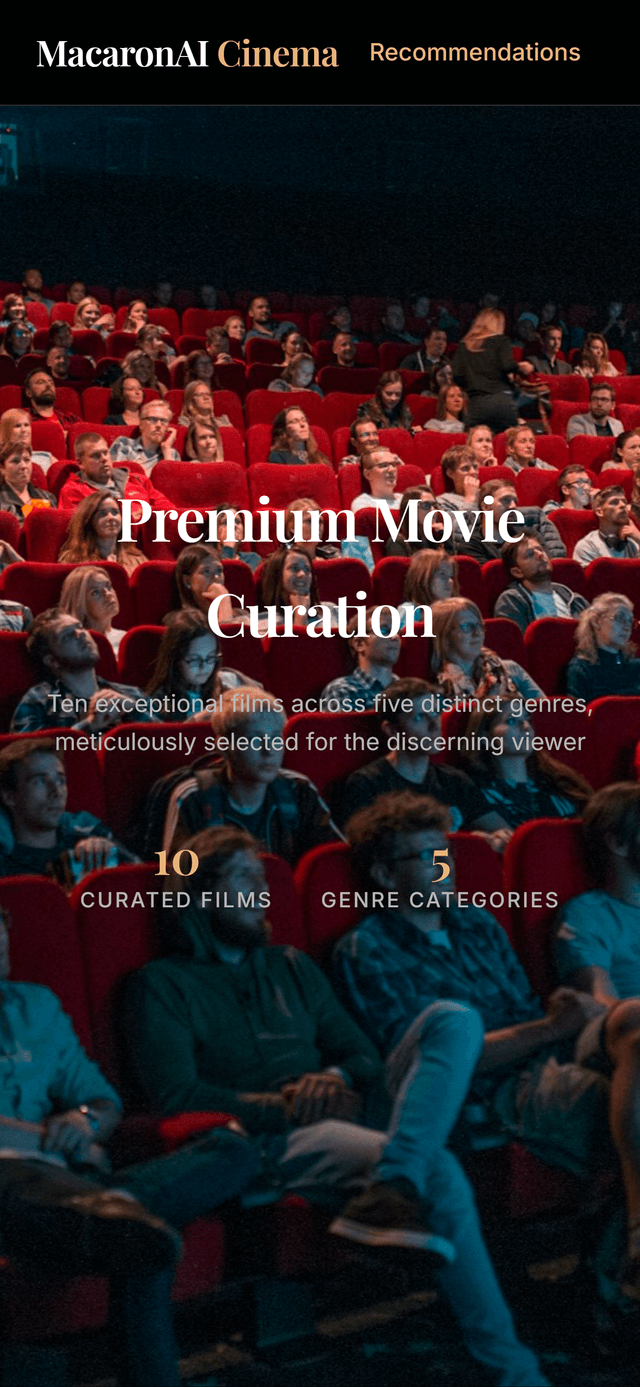 MacaronAI Cinema Recommendations
Premium Movie
Curation
Ten exceptional films across five distinct genres,
meticulously selected for the discerning viewer
10 5
CURATED FILMS GENRE CATEGORIES